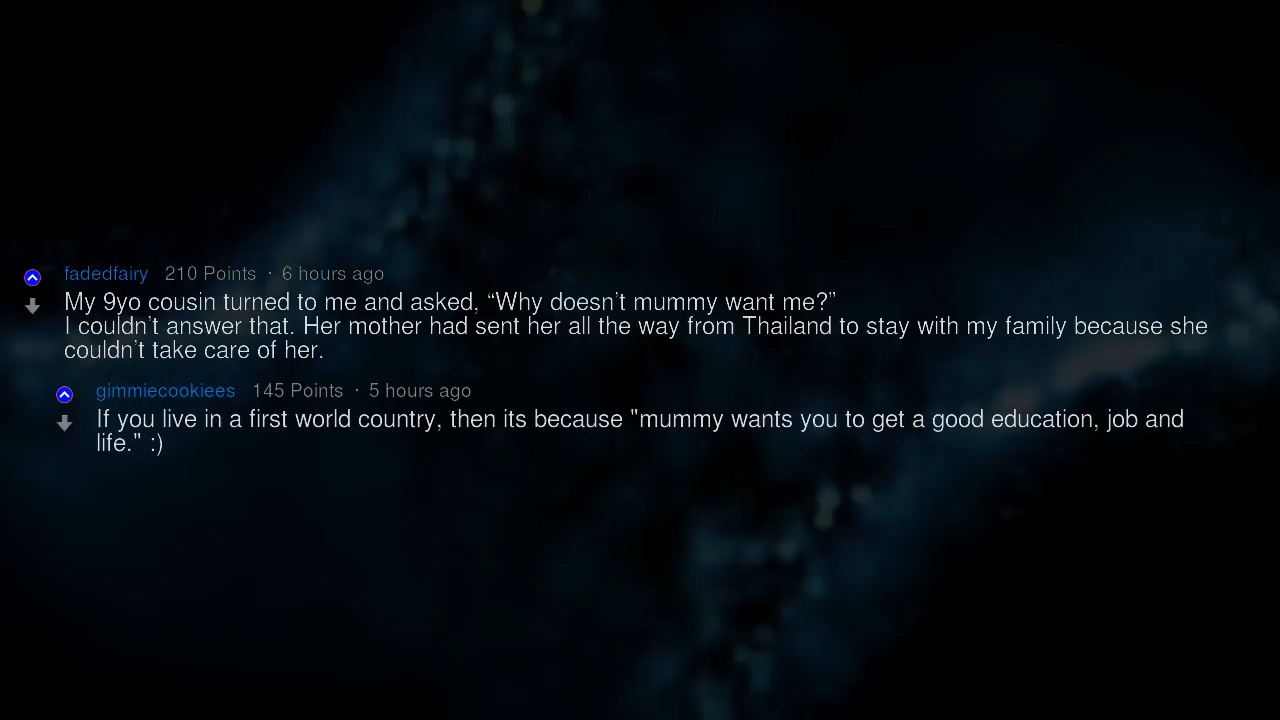 fadedfairy 210 Points · 6 hours ago
My 9yo cousin turned to me and asked, “Why doesn’t mummy want me?”
I couldn’t answer that. Her mother had sent her all the way from Thailand to stay with my family because she
couldn’t take care of her.
gimmiecookiees 145 Points · 5 hours ago
If you live in a first world country, then its because "mummy wants you to get a good education, job and
life." :)